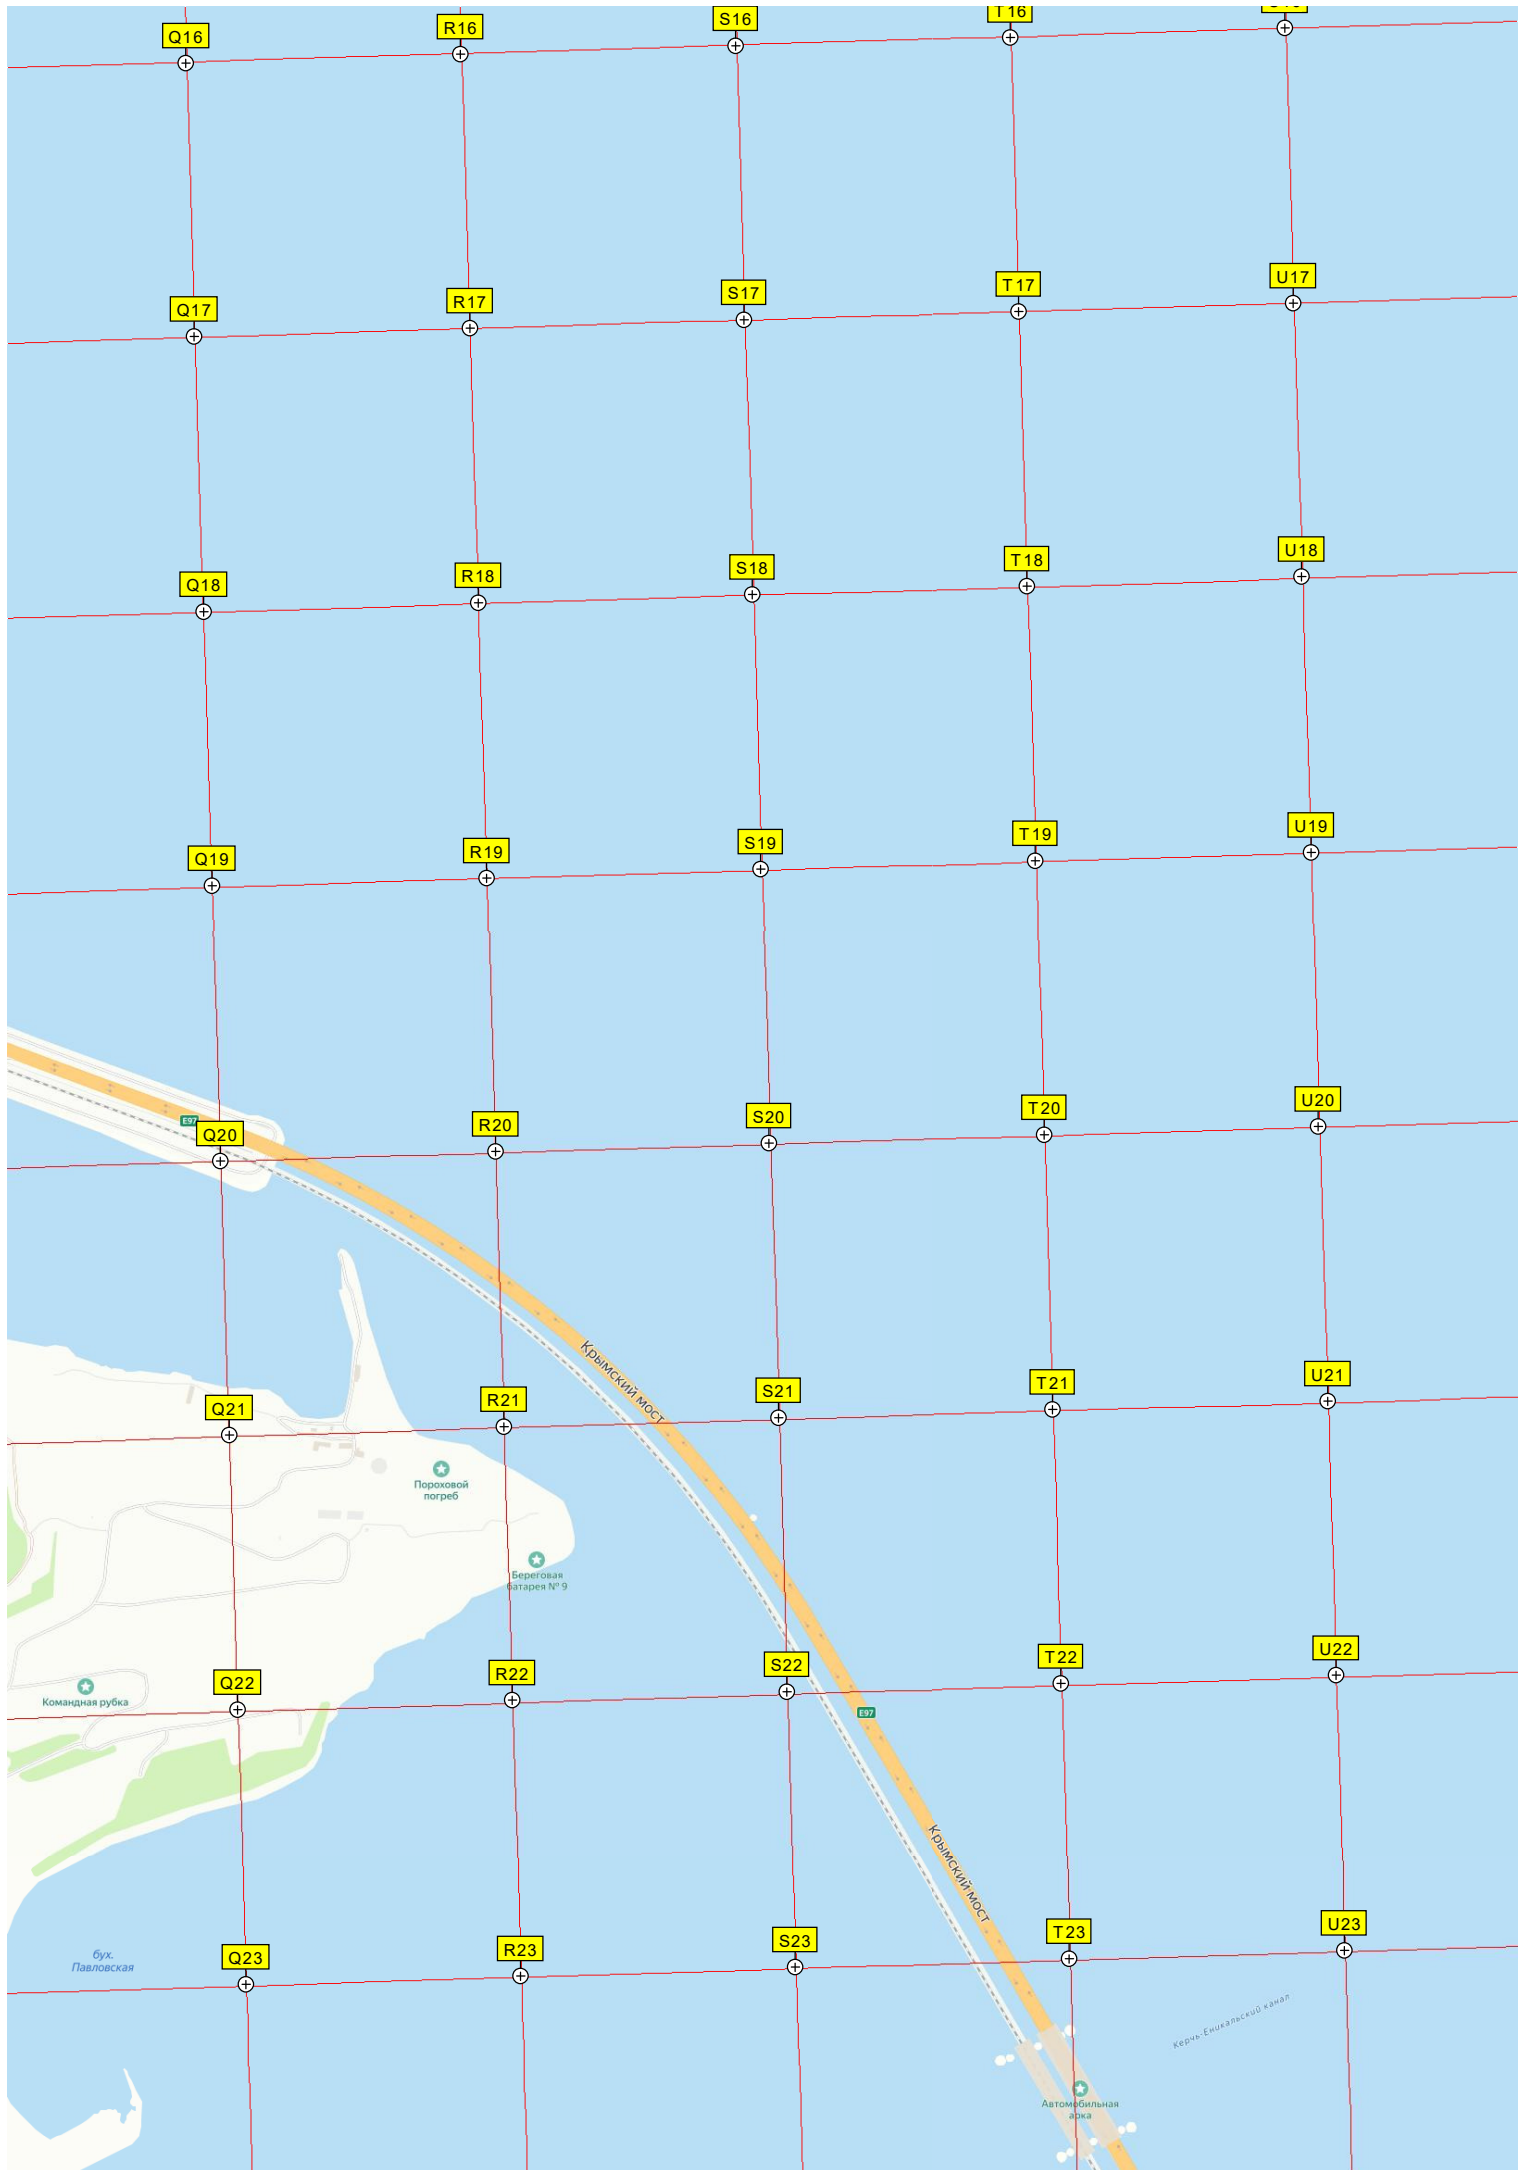 Q16
R16
S16
T16
Q17
R17
S17
T17
U17
Q18
R18
S18
T18
U18
Q19
R19
S19
T19
U19
E97
Q20
R20
S20
T20
U20
Крымский мост
Q21
R21
S21
T21
U21
Пороховой
погреб
Береговая
батарея № 9
Q22
R22
S22
T22
U22
Командная рубка
E97
Крымский мост
Q23
R23
S23
T23
U23
бух.
Павловская
Керчь-Еникальский канал
Автомобильная
арка